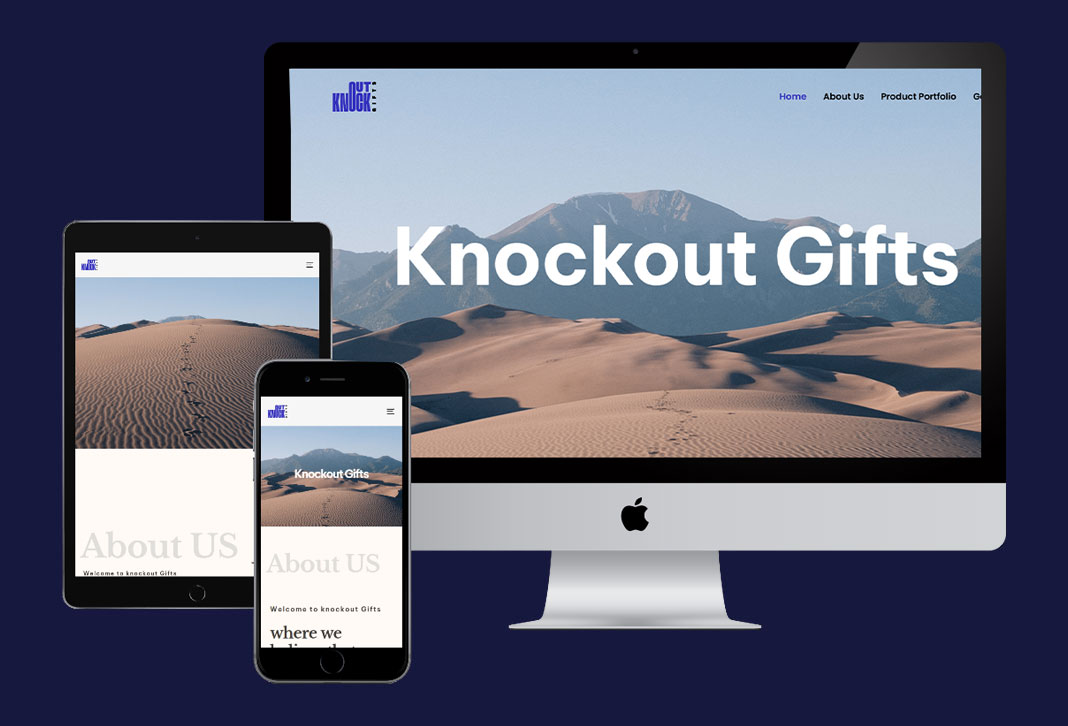 OUT
KNOCK
GIFTS
Home About Us Product Portfolio
Knockout Gifts
OUT
KNOCK
About US
Welcome to knockout Gifts
OUT
KNOCK
Knockout Gifts
About US
Welcome to knockout Gifts
where we